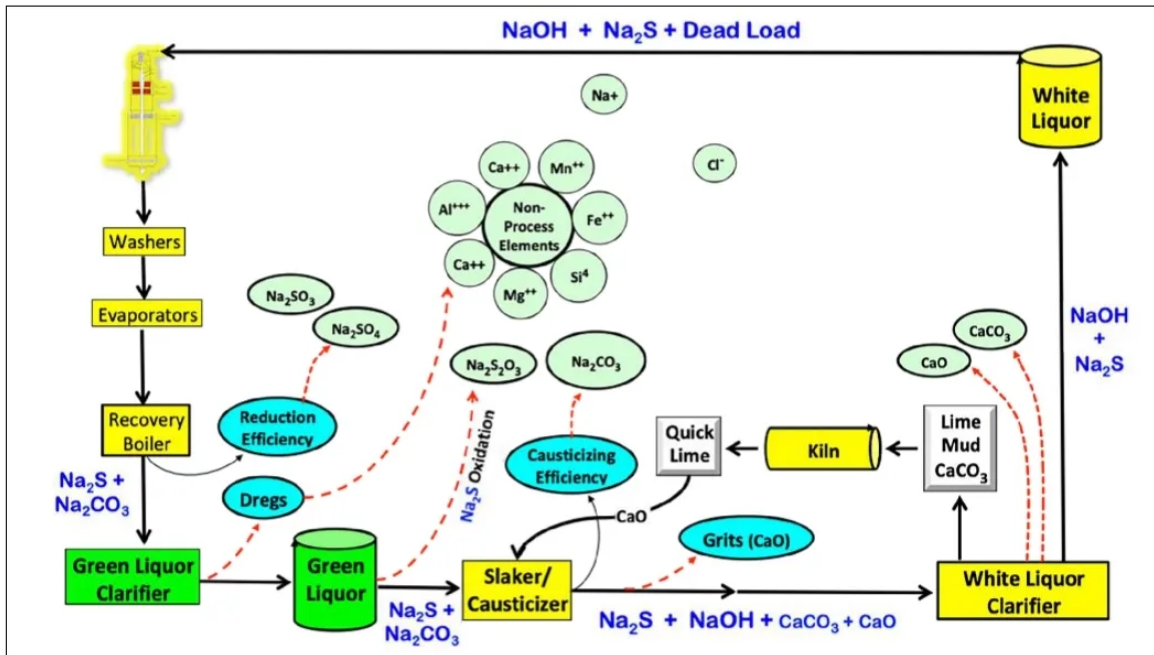 NaOH + Na₂S + Dead Load
White
Liquor
Na+
Cl⁻
Ca++
Mn⁺⁺
Al⁺⁺⁺
Non-
Process
Elements
Fe⁺⁺
Ca++
Si⁴
Mg⁺⁺
Washers
Evaporators
Na₂SO₃
Na₂SO₄
Na₂S₂O₃
Na₂CO₃
CaCO₃
CaO
NaOH
+
Na₂S
Recovery
Boiler
Reduction
Efficiency
Na₂S Oxidation
Causticizing
Efficiency
Quick
Lime
Kiln
Lime
Mud
CaCO₃
Na₂S +
Na₂CO₃
Dregs
CaO
Grits (CaO)
Green Liquor
Clarifier
Green
Liquor
Na₂S +
Na₂CO₃
Slaker/
Causticizer
Na₂S + NaOH + CaCO₃ + CaO
White Liquor
Clarifier